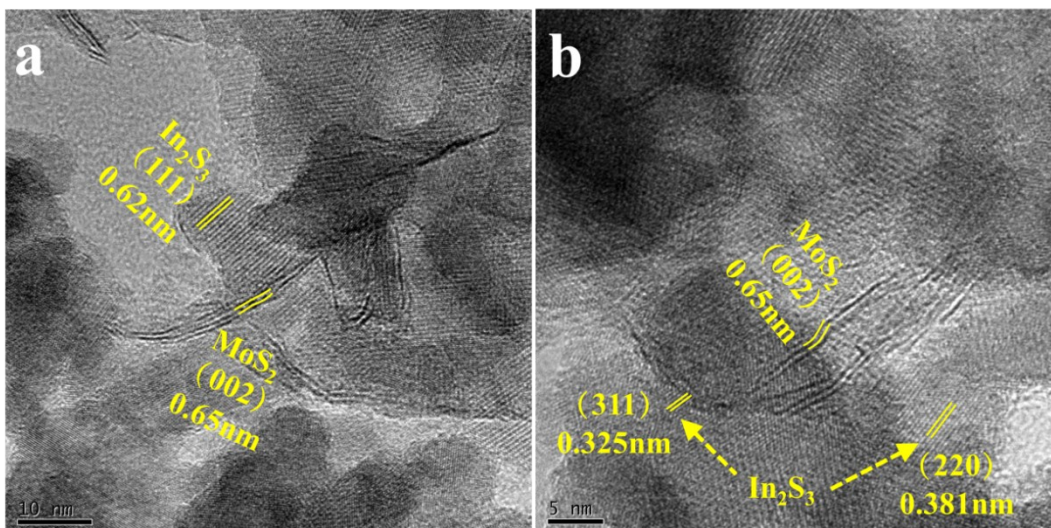 a
In₂S₃
(111)
0.62nm
MoS₂
(002)
0.65nm
10 nm
b
MoS₂
(002)
0.65nm
(311)
0.325nm
In₂S₃
(220)
0.381nm
5 nm